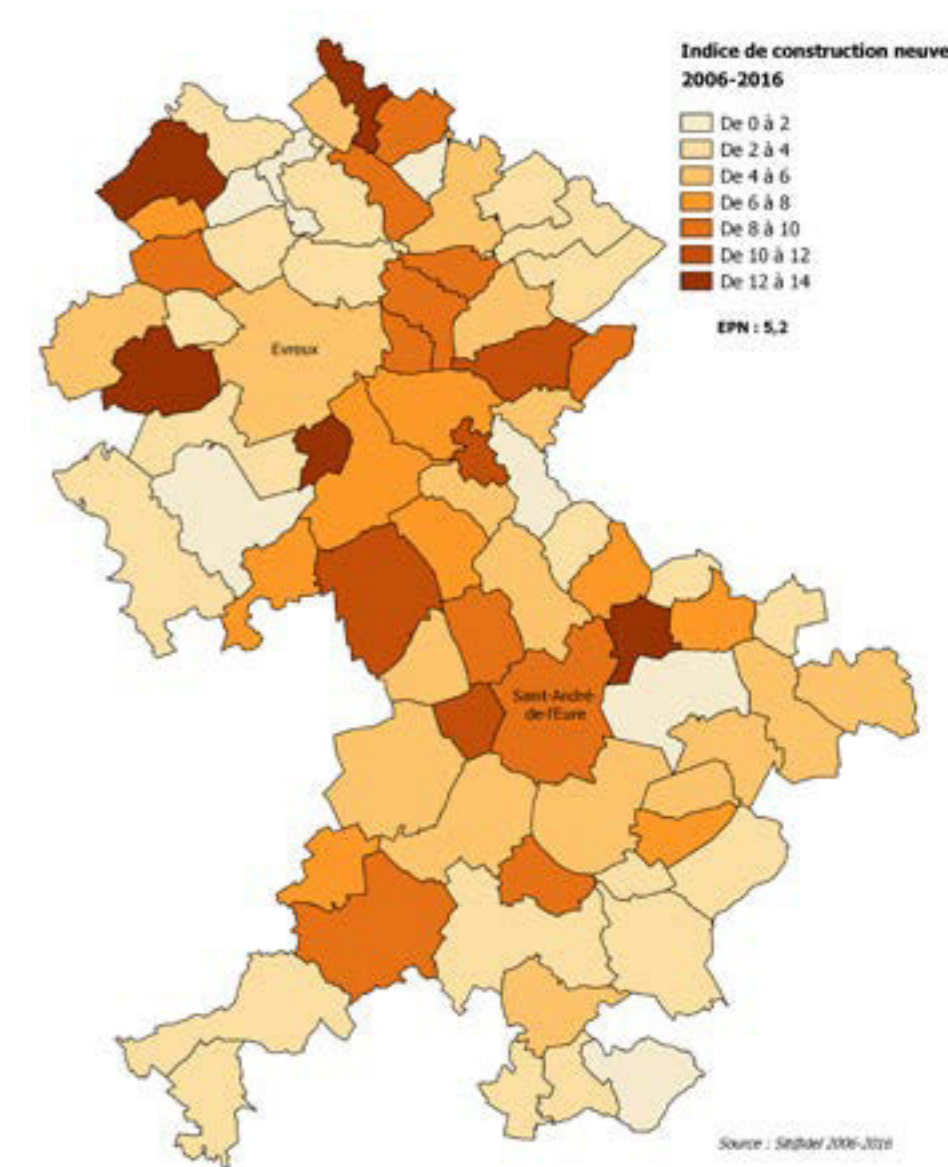 Indice de construction neuve
2006-2016
De 0 à 2
De 2 à 4
De 4 à 6
De 6 à 8
De 8 à 10
De 10 à 12
De 12 à 14
EPN : 5,2
Evreux
Saint-André-
de-l'Eure
Source : Sit@del 2006-2016